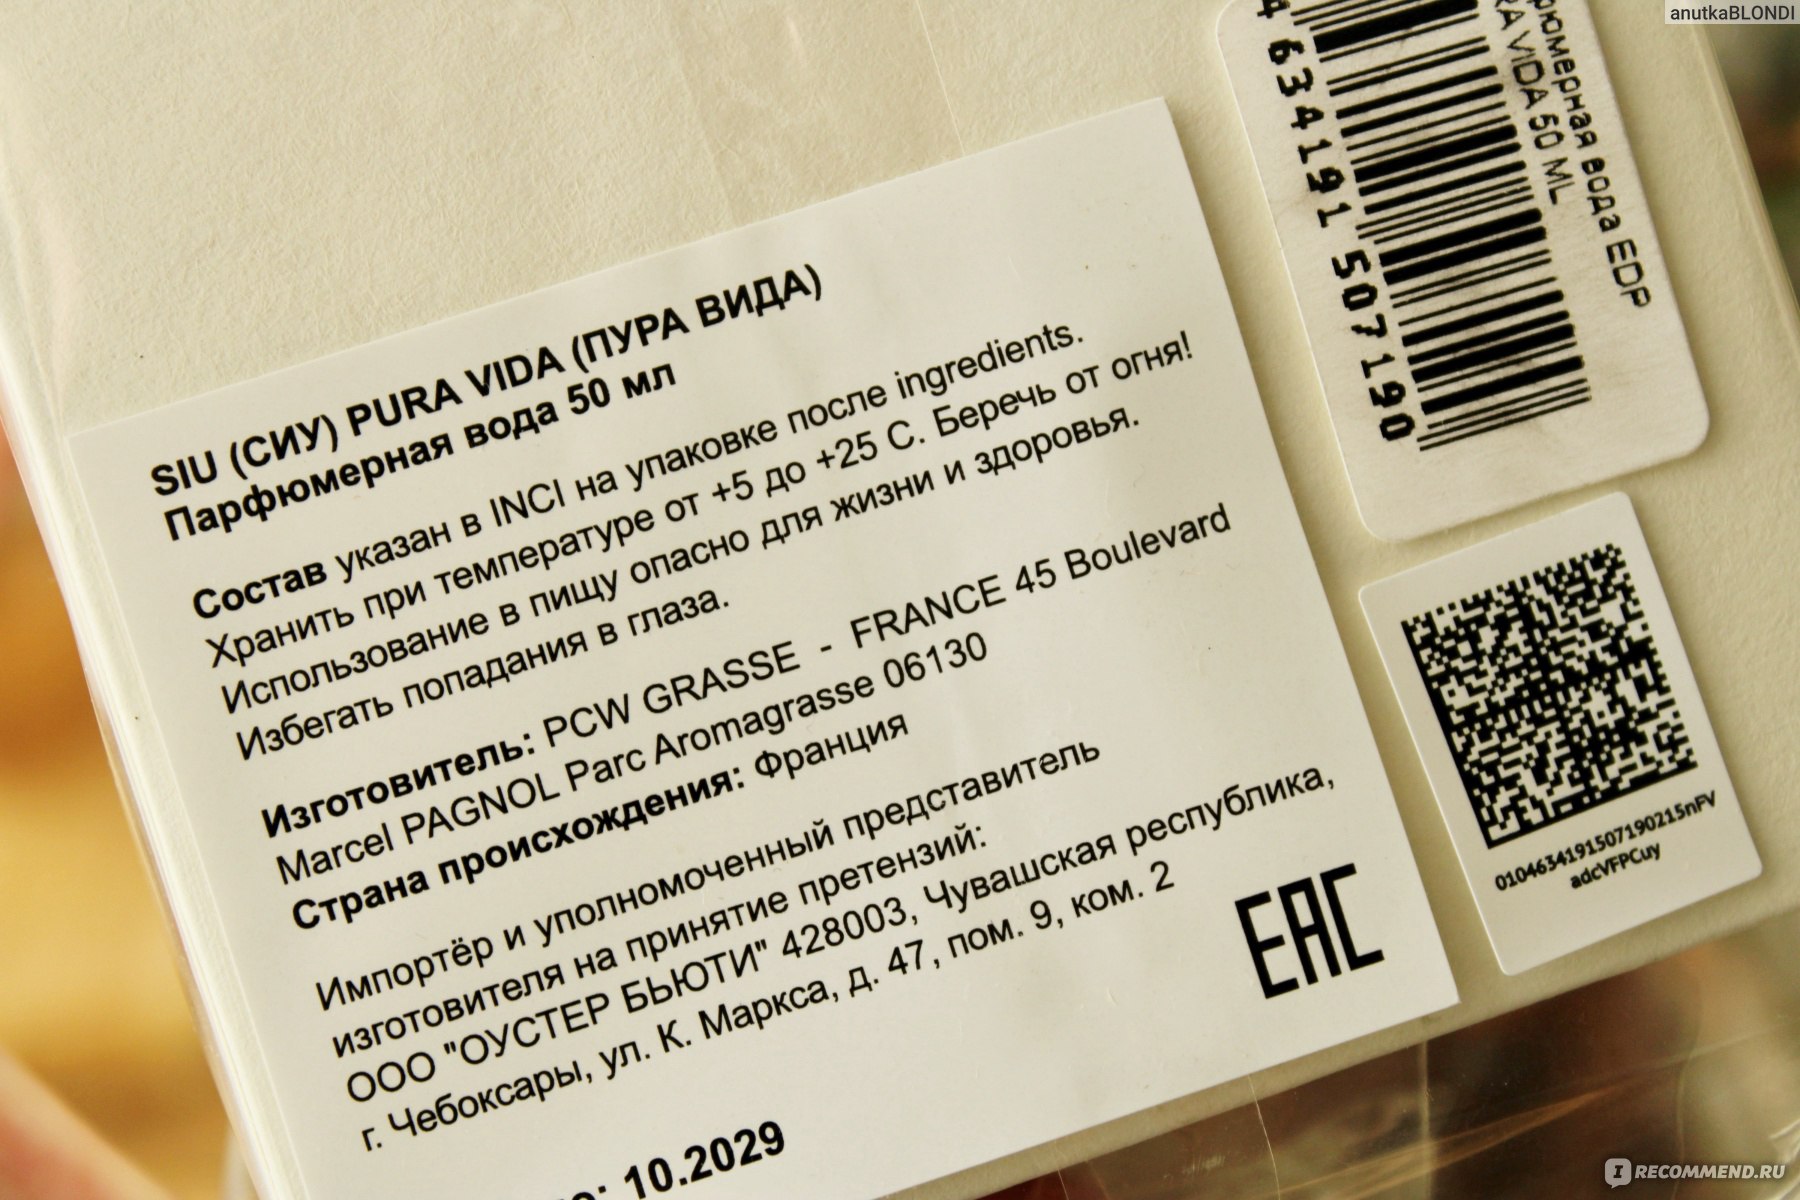 anutkaBLONDI
SIU (СИУ) PURA VIDA (ПУРА ВИДА)
Парфюмерная вода 50 мл
Состав указан в INCI на упаковке после ingredients.
Хранить при температуре от +5 до +25 С. Беречь от огня!
Использование в пищу опасно для жизни и здоровья.
Избегать попадания в глаза.
Изготовитель: PCW GRASSE - FRANCE 45 Boulevard
Marcel PAGNOL Parc Aromagrasse 06130
Страна происхождения: Франция
Импортёр и уполномоченный представитель
изготовителя на принятие претензий:
ООО "ОУСТЕР БЬЮТИ" 428003, Чувашская республика,
г. Чебоксары, ул. К. Маркса, д. 47, пом. 9, ком. 2
10.2029
EAC
вода EDP
VIDA 50 ML
4 634191 507190
0104634191507190215nFV
adcVFPCuy
IRECOMMEND.RU